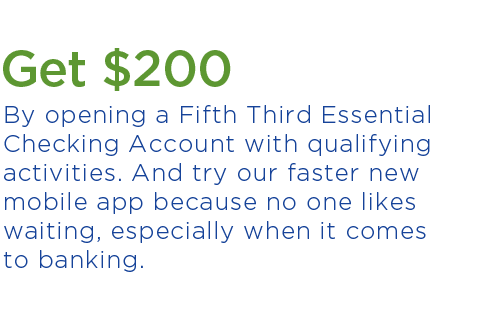 Get $200
By opening a Fifth Third Essential
Checking Account with qualifying
activities. And try our faster new
mobile app because no one likes
waiting, especially when it comes
to banking.